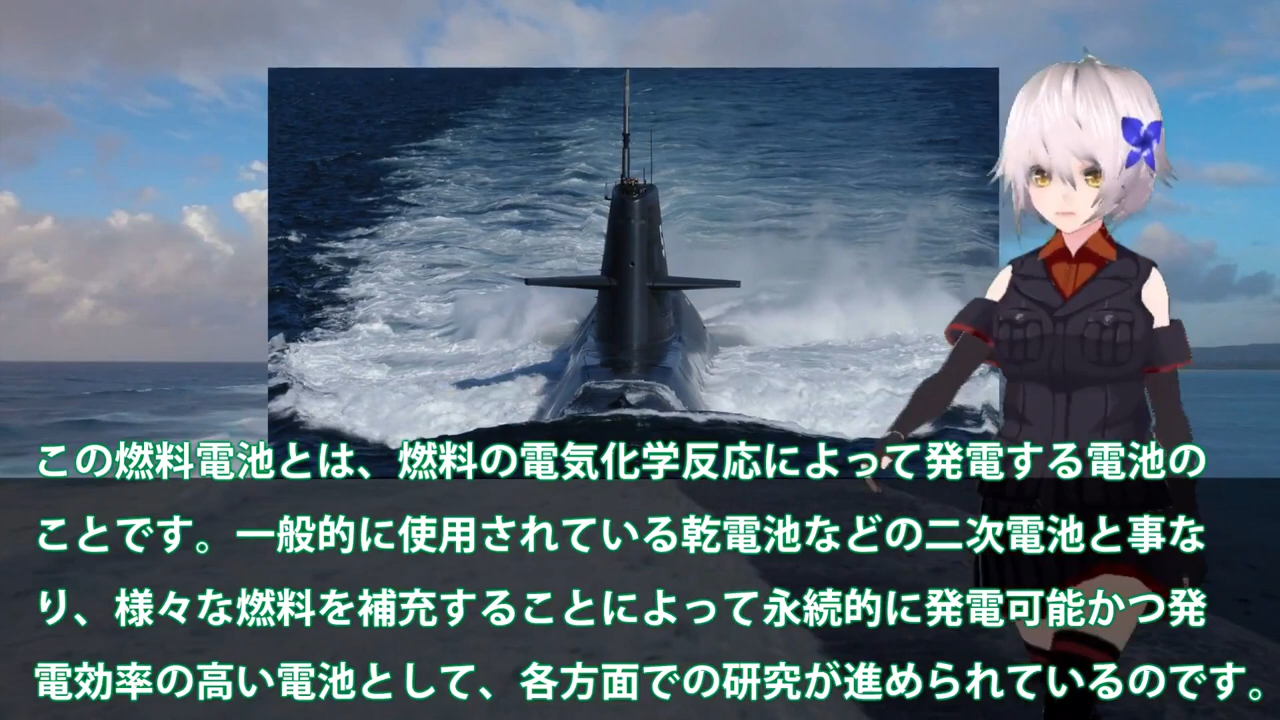 この燃料電池とは、燃料の電気化学反応によって発電する電池の
ことです。一般的に使用されている乾電池などの二次電池と事な
り、様々な燃料を補充することによって永続的に発電可能かつ発
電効率の高い電池として、各方面での研究が進められているのです。